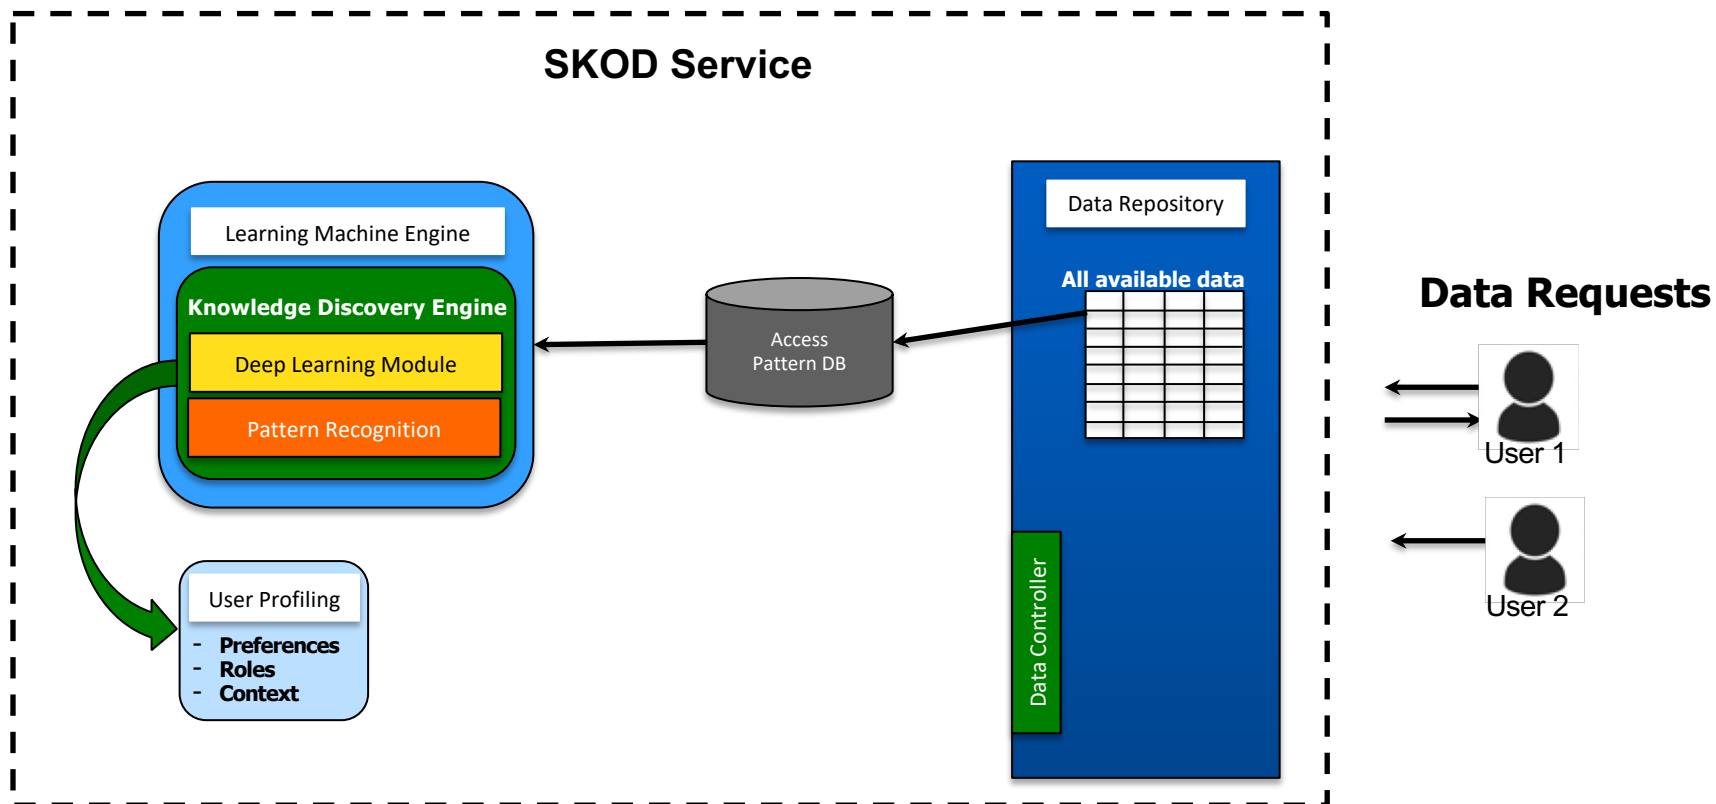 SKOD Service
Learning Machine Engine
Knowledge Discovery Engine
Deep Learning Module
Pattern Recognition
User Profiling
- Preferences
- Roles
- Context
Access
Pattern DB
Data Repository
All available data
Data Controller
Data Requests
User 1
User 2